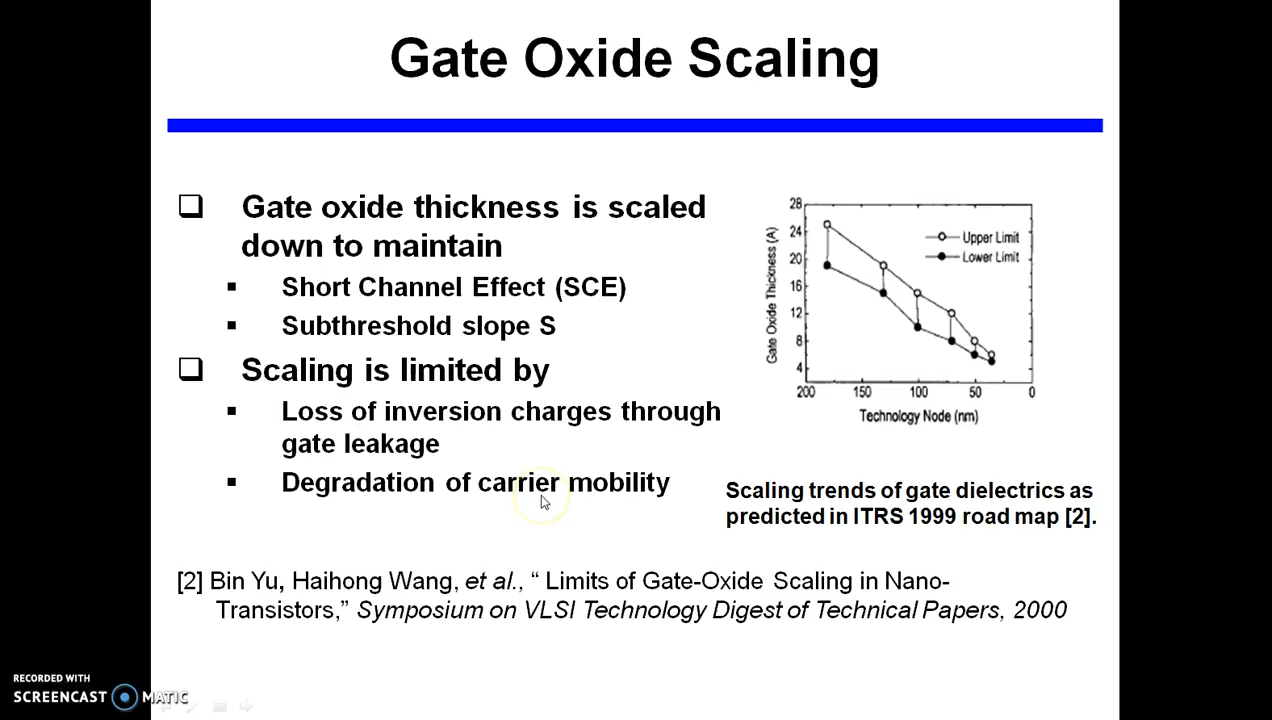 Gate Oxide Scaling
Gate oxide thickness is scaled
down to maintain
Short Channel Effect (SCE)
Subthreshold slope S
Scaling is limited by
Loss of inversion charges through
gate leakage
Degradation of carrier mobility
28
24
20
16
12
8
4
Gate Oxide Thickness (A)
Upper Limit
Lower Limit
200 150 100 50 0
Technology Node (nm)
Scaling trends of gate dielectrics as
predicted in ITRS 1999 road map [2].
[2] Bin Yu, Haihong Wang, et al., “ Limits of Gate-Oxide Scaling in Nano-
Transistors,” Symposium on VLSI Technology Digest of Technical Papers, 2000
RECORDED WITH
SCREENCAST MATIC